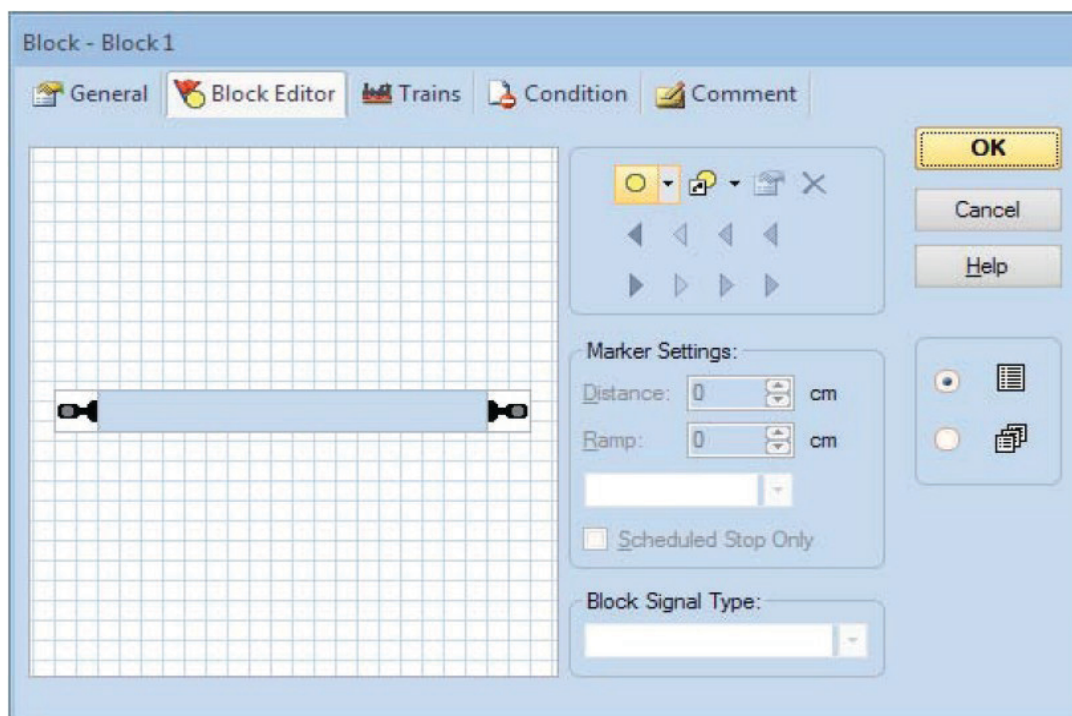 Block - Block 1
General Block Editor Trains Condition Comment
OK
Cancel
Help
Marker Settings:
Distance: 0 cm
Ramp: 0 cm
Scheduled Stop Only
Block Signal Type: